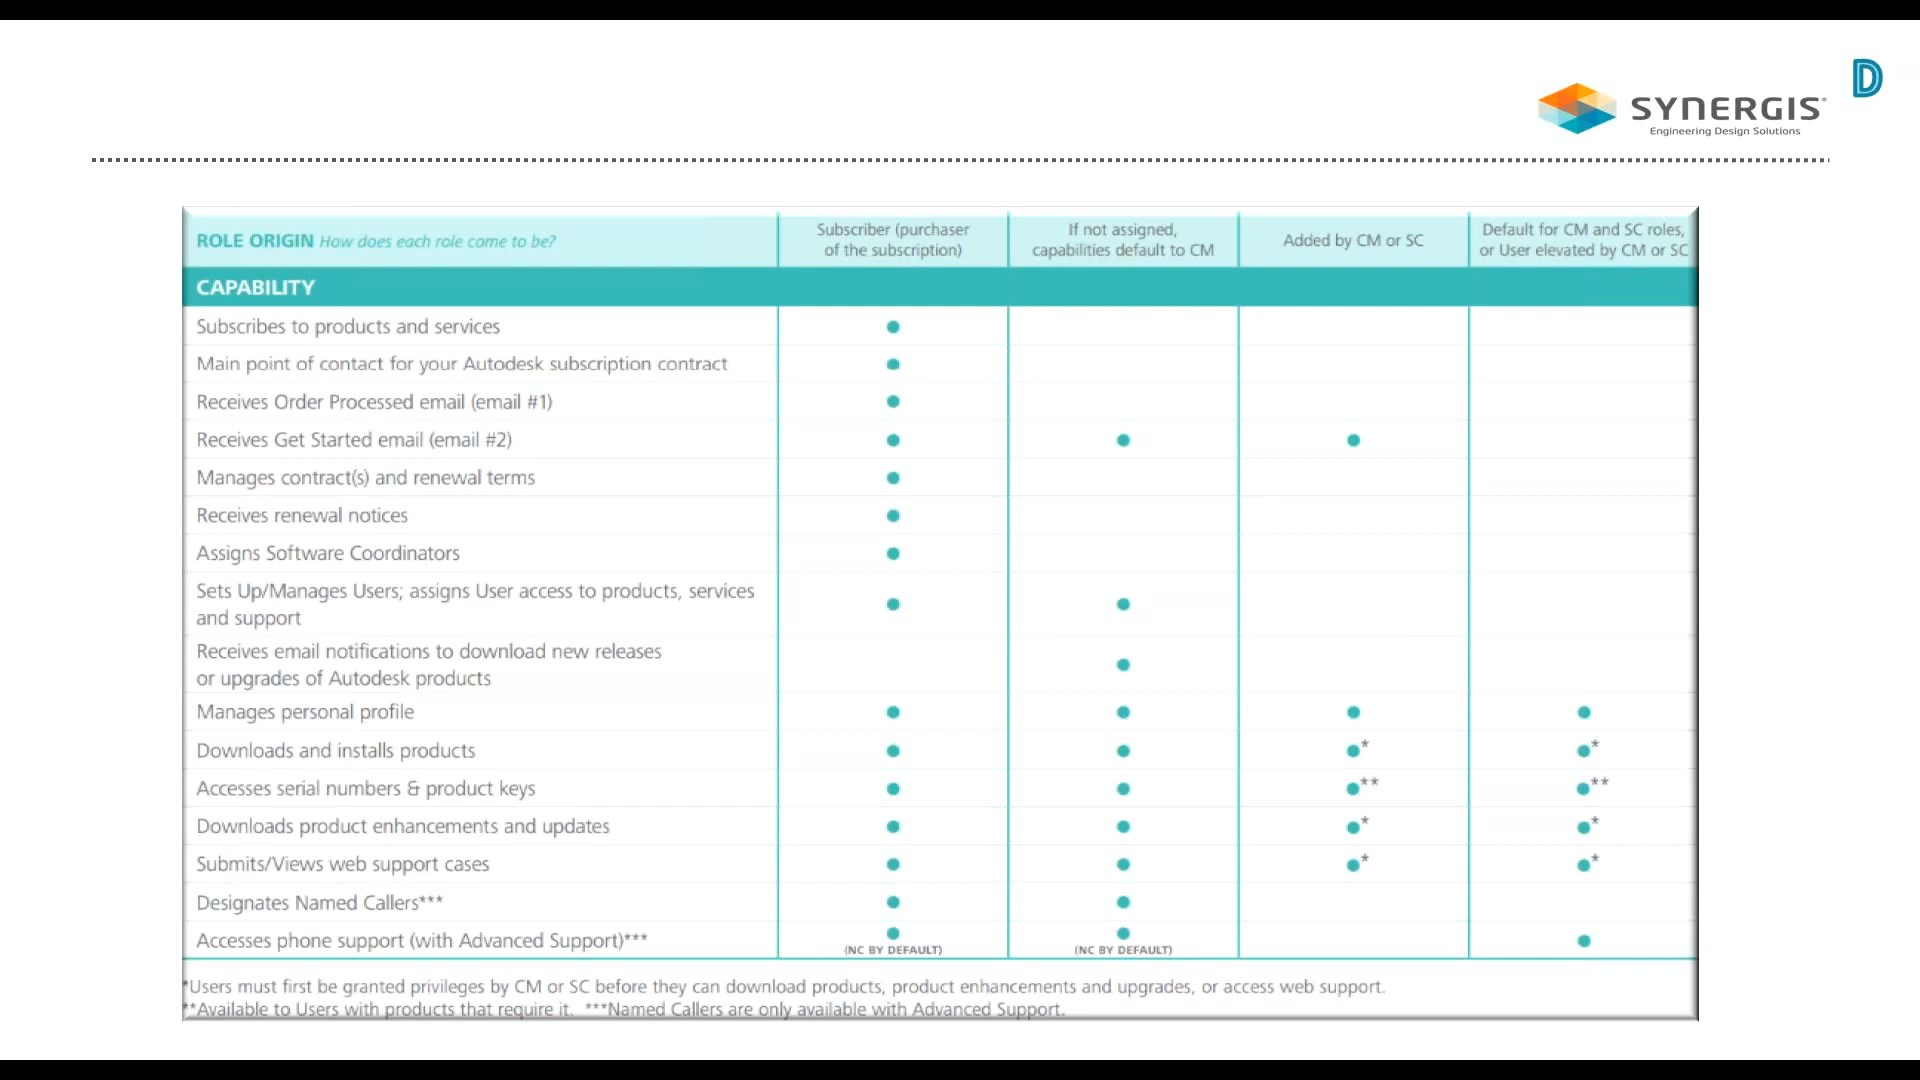 D
SYNERGIS®
Engineering Design Solutions
ROLE ORIGIN How does each role come to be?
Subscriber (purchaser
of the subscription)
If not assigned,
capabilities default to CM
Added by CM or SC
Default for CM and SC roles,
or User elevated by CM or SC
CAPABILITY
Subscribes to products and services
Main point of contact for your Autodesk subscription contract
Receives Order Processed email (email #1)
Receives Get Started email (email #2)
Manages contract(s) and renewal terms
Receives renewal notices
Assigns Software Coordinators
Sets Up/Manages Users; assigns User access to products, services
and support
Receives email notifications to download new releases
or upgrades of Autodesk products
Manages personal profile
Downloads and installs products * *
Accesses serial numbers & product keys ** **
Downloads product enhancements and updates * *
Submits/Views web support cases * *
Designates Named Callers***
Accesses phone support (with Advanced Support)***
(NC BY DEFAULT) (NC BY DEFAULT)
*Users must first be granted privileges by CM or SC before they can download products, product enhancements and upgrades, or access web support.
**Available to Users with products that require it. ***Named Callers are only available with Advanced Support.